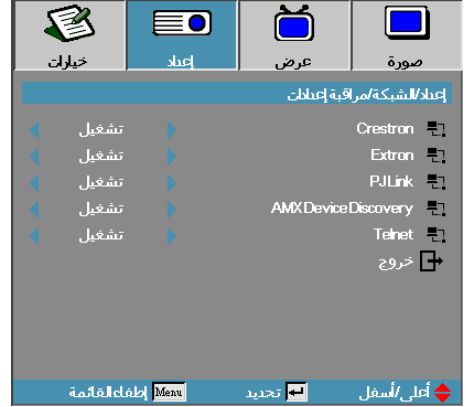 صورة
عرض
إعداد
خيارات
إعداد/الشبكة/مراقبة إعدادات
Crestron تشغيل
Extron تشغيل
PJLink تشغيل
AMX Device Discovery تشغيل
Telnet تشغيل
خروج
أعلى/أسفل تحديد Menu إطفاء القائمة